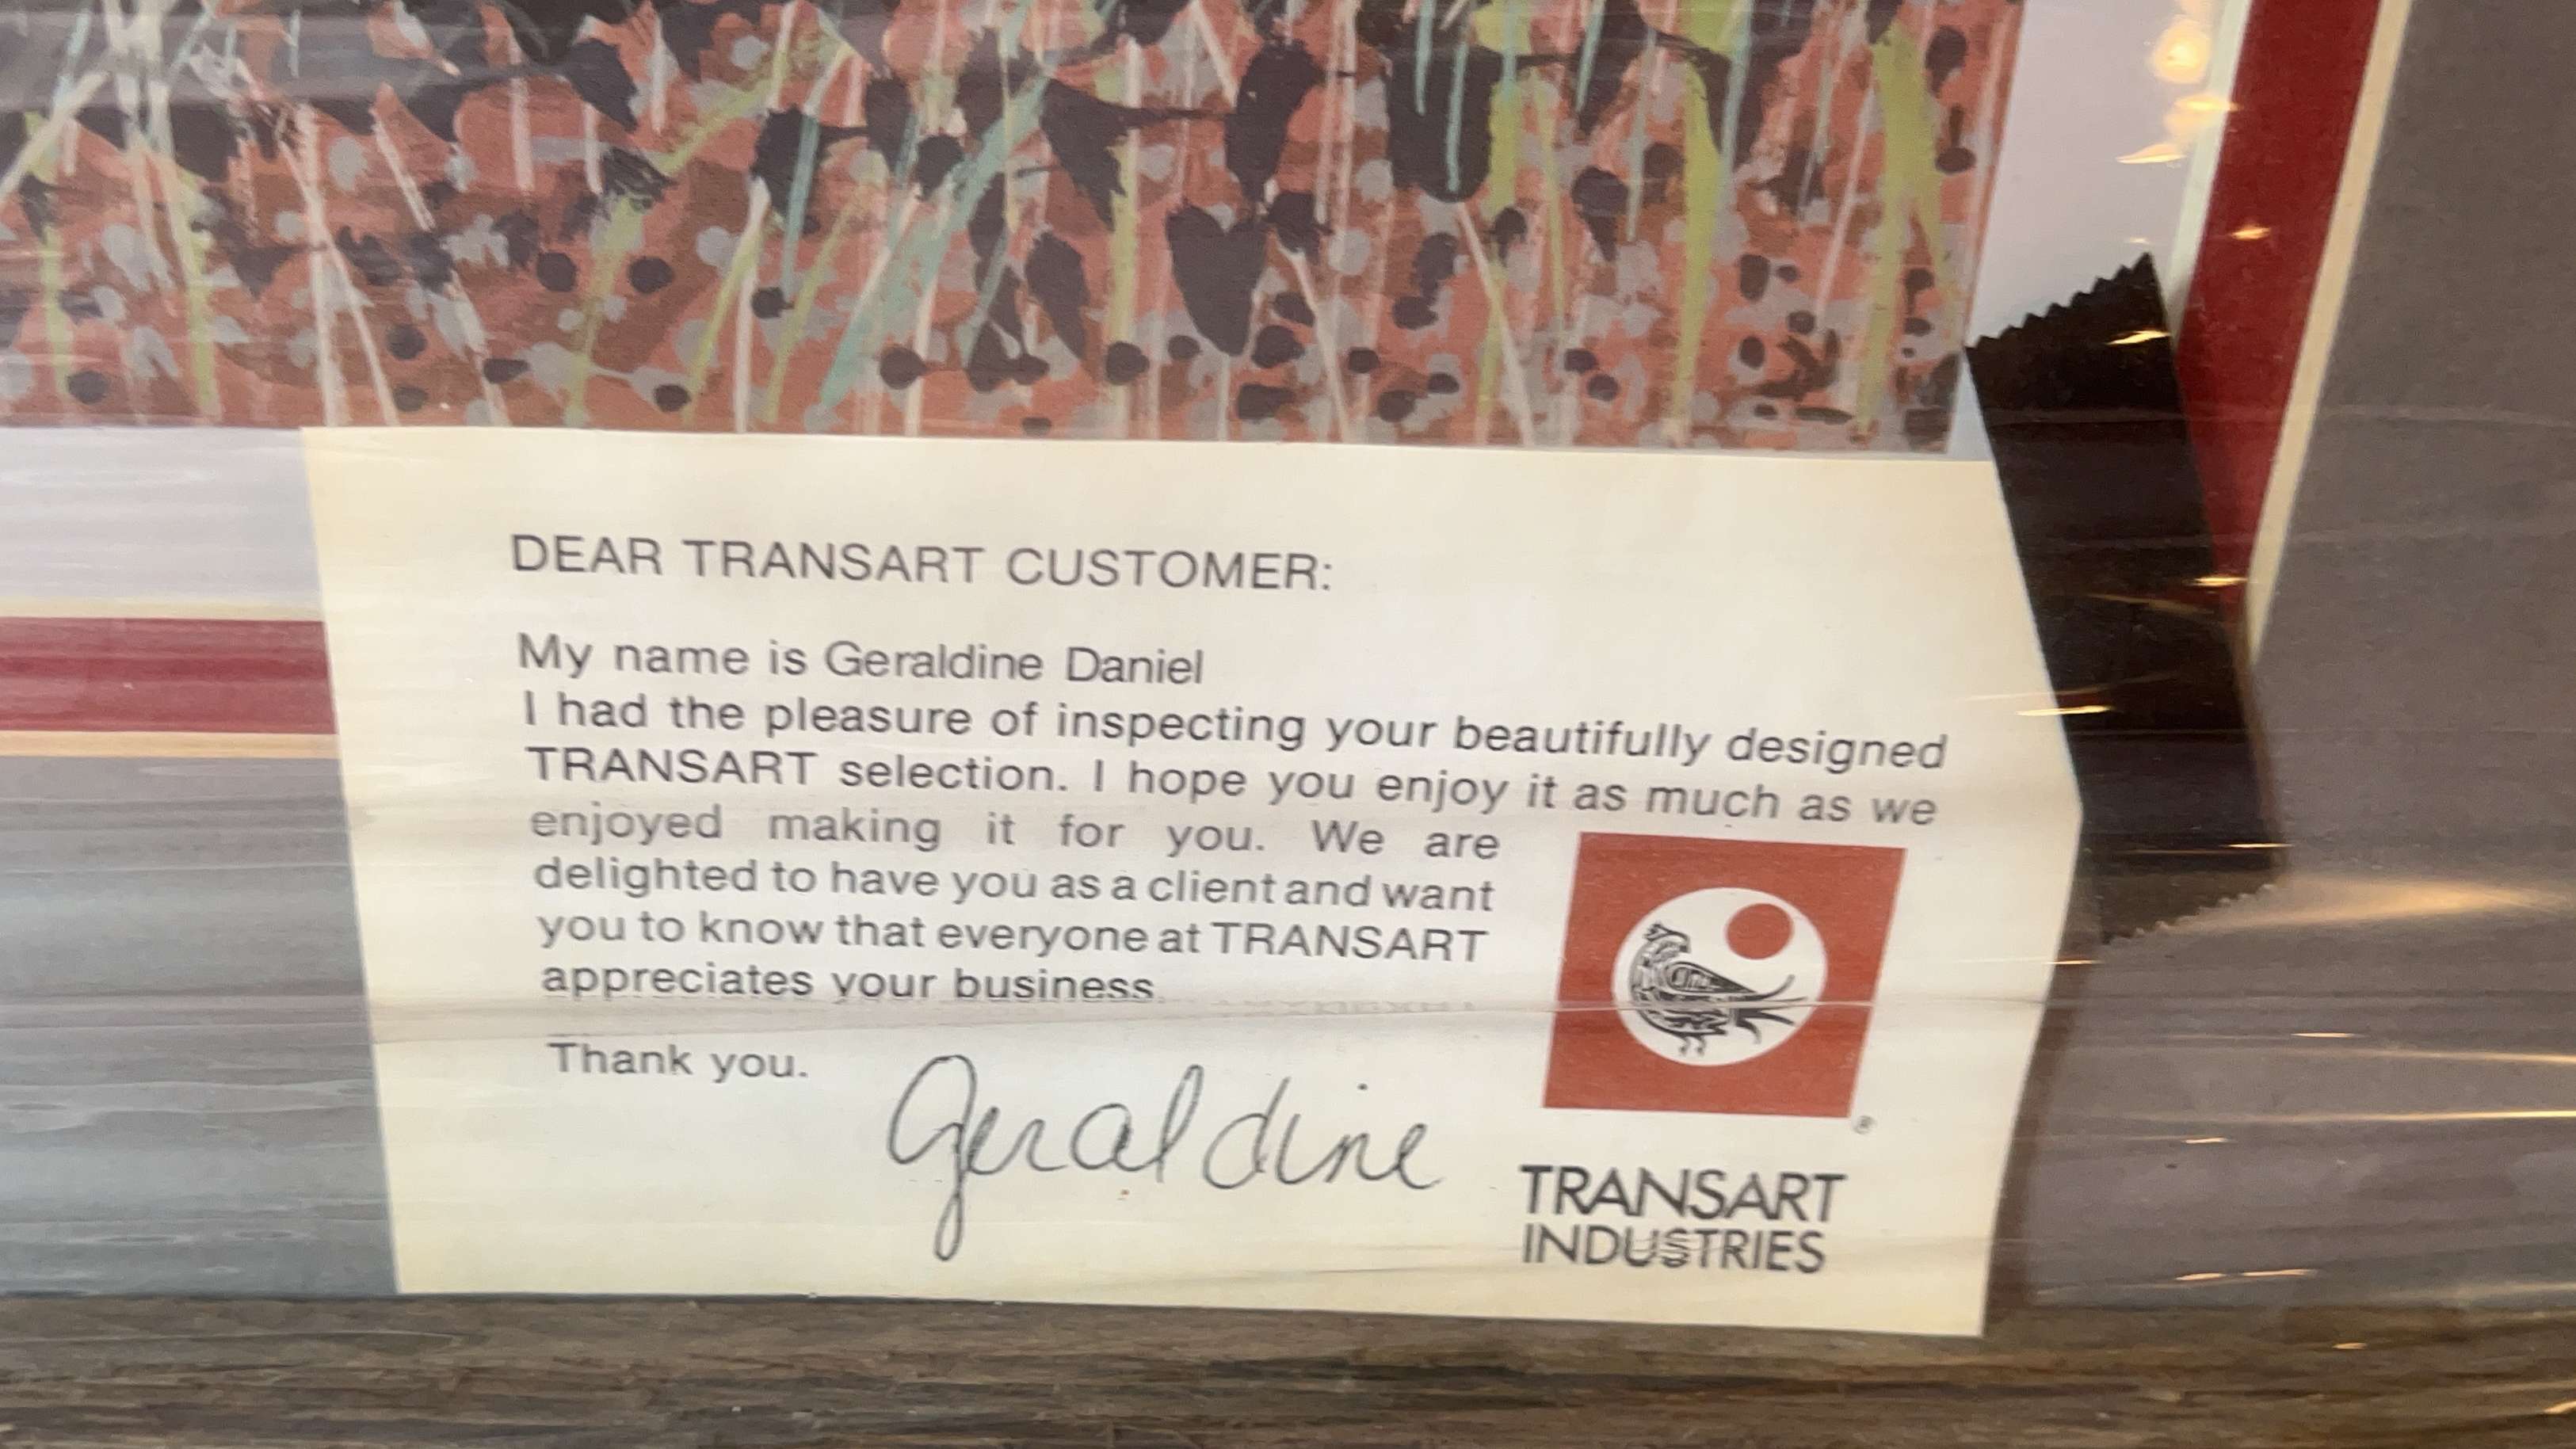 DEAR TRANSART CUSTOMER:
My name is Geraldine Daniel
I had the pleasure of inspecting your beautifully designed
TRANSART selection. I hope you enjoy it as much as we
enjoyed making it for you. We are
delighted to have you as a client and want
you to know that everyone at TRANSART
appreciates your business.
Thank you.
Geraldine
®
TRANSART
INDUSTRIES